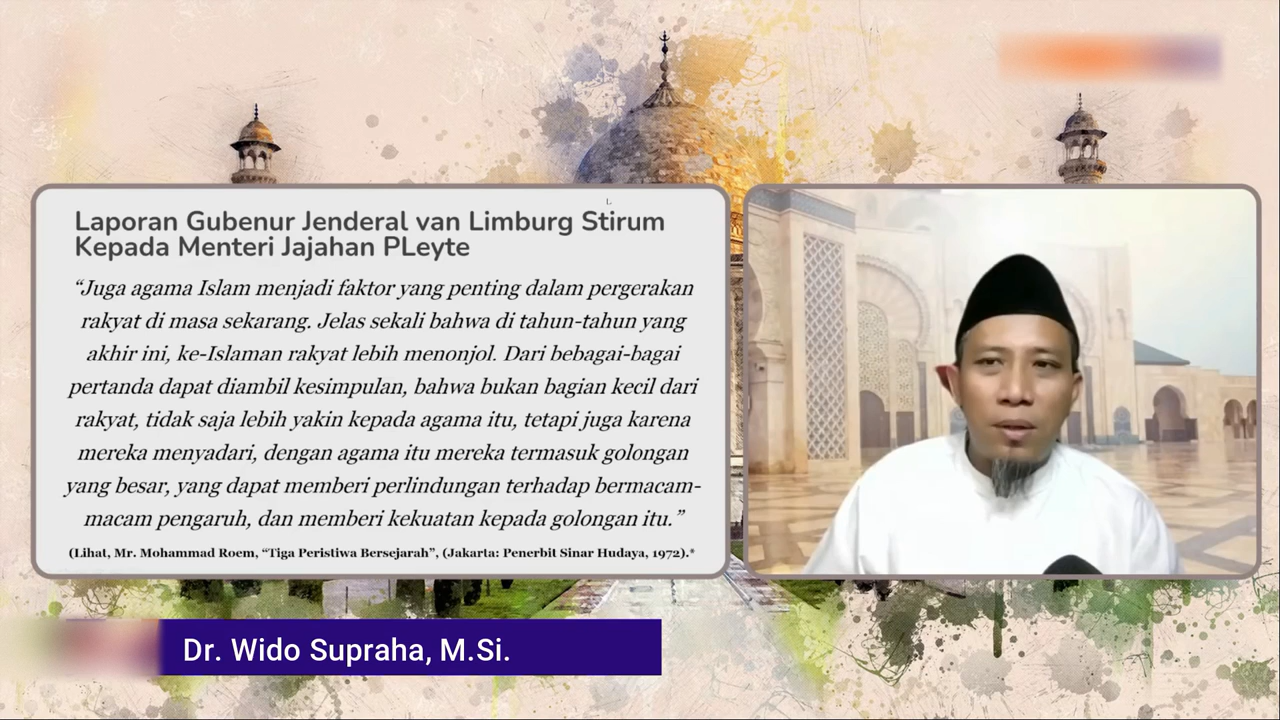 Laporan Gubenur Jenderal van Limburg Stirum
Kepada Menteri Jajahan PLeyte
“Juga agama Islam menjadi faktor yang penting dalam pergerakan
rakyat di masa sekarang. Jelas sekali bahwa di tahun-tahun yang
akhir ini, ke-Islaman rakyat lebih menonjol. Dari bebagai-bagai
pertanda dapat diambil kesimpulan, bahwa bukan bagian kecil dari
rakyat, tidak saja lebih yakin kepada agama itu, tetapi juga karena
mereka menyadari, dengan agama itu mereka termasuk golongan
yang besar, yang dapat memberi perlindungan terhadap bermacam-
macam pengaruh, dan memberi kekuatan kepada golongan itu.”
(Lihat, Mr. Mohammad Roem, “Tiga Peristiwa Bersejarah”, (Jakarta: Penerbit Sinar Hudaya, 1972).*
Dr. Wido Supraha, M.Si.